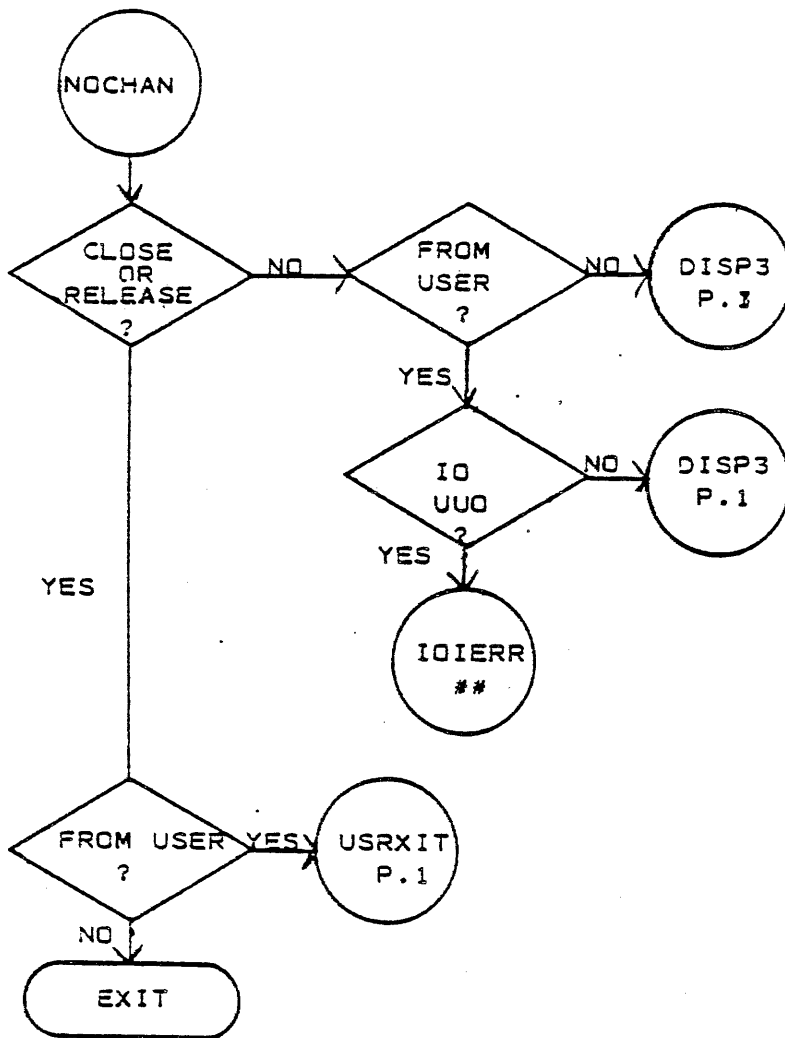 NOCHAN
CLOSE
OR
RELEASE
?
NO
FROM
USER
?
NO
DISP3
YES
IO
UUO
?
NO
DISP3
P.1
YES
IOIERR
##
YES
FROM USER
?
YES
USRXIT
P.1
NO
EXIT